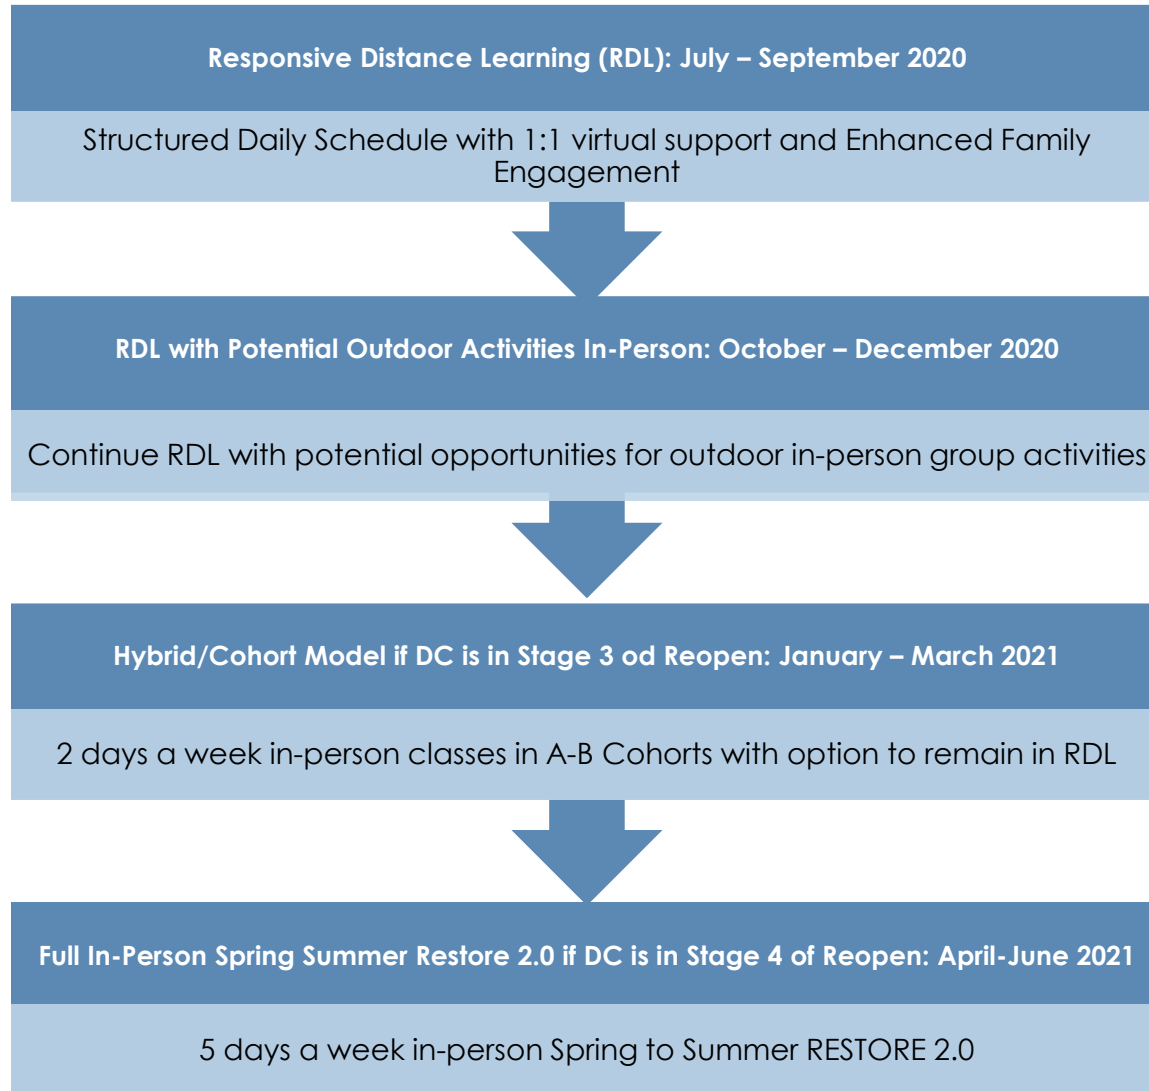 Responsive Distance Learning (RDL): July – September 2020
Structured Daily Schedule with 1:1 virtual support and Enhanced Family
Engagement
RDL with Potential Outdoor Activities In-Person: October – December 2020
Continue RDL with potential opportunities for outdoor in-person group activities
Hybrid/Cohort Model if DC is in Stage 3 od Reopen: January – March 2021
2 days a week in-person classes in A-B Cohorts with option to remain in RDL
Full In-Person Spring Summer Restore 2.0 if DC is in Stage 4 of Reopen: April-June 2021
5 days a week in-person Spring to Summer RESTORE 2.0